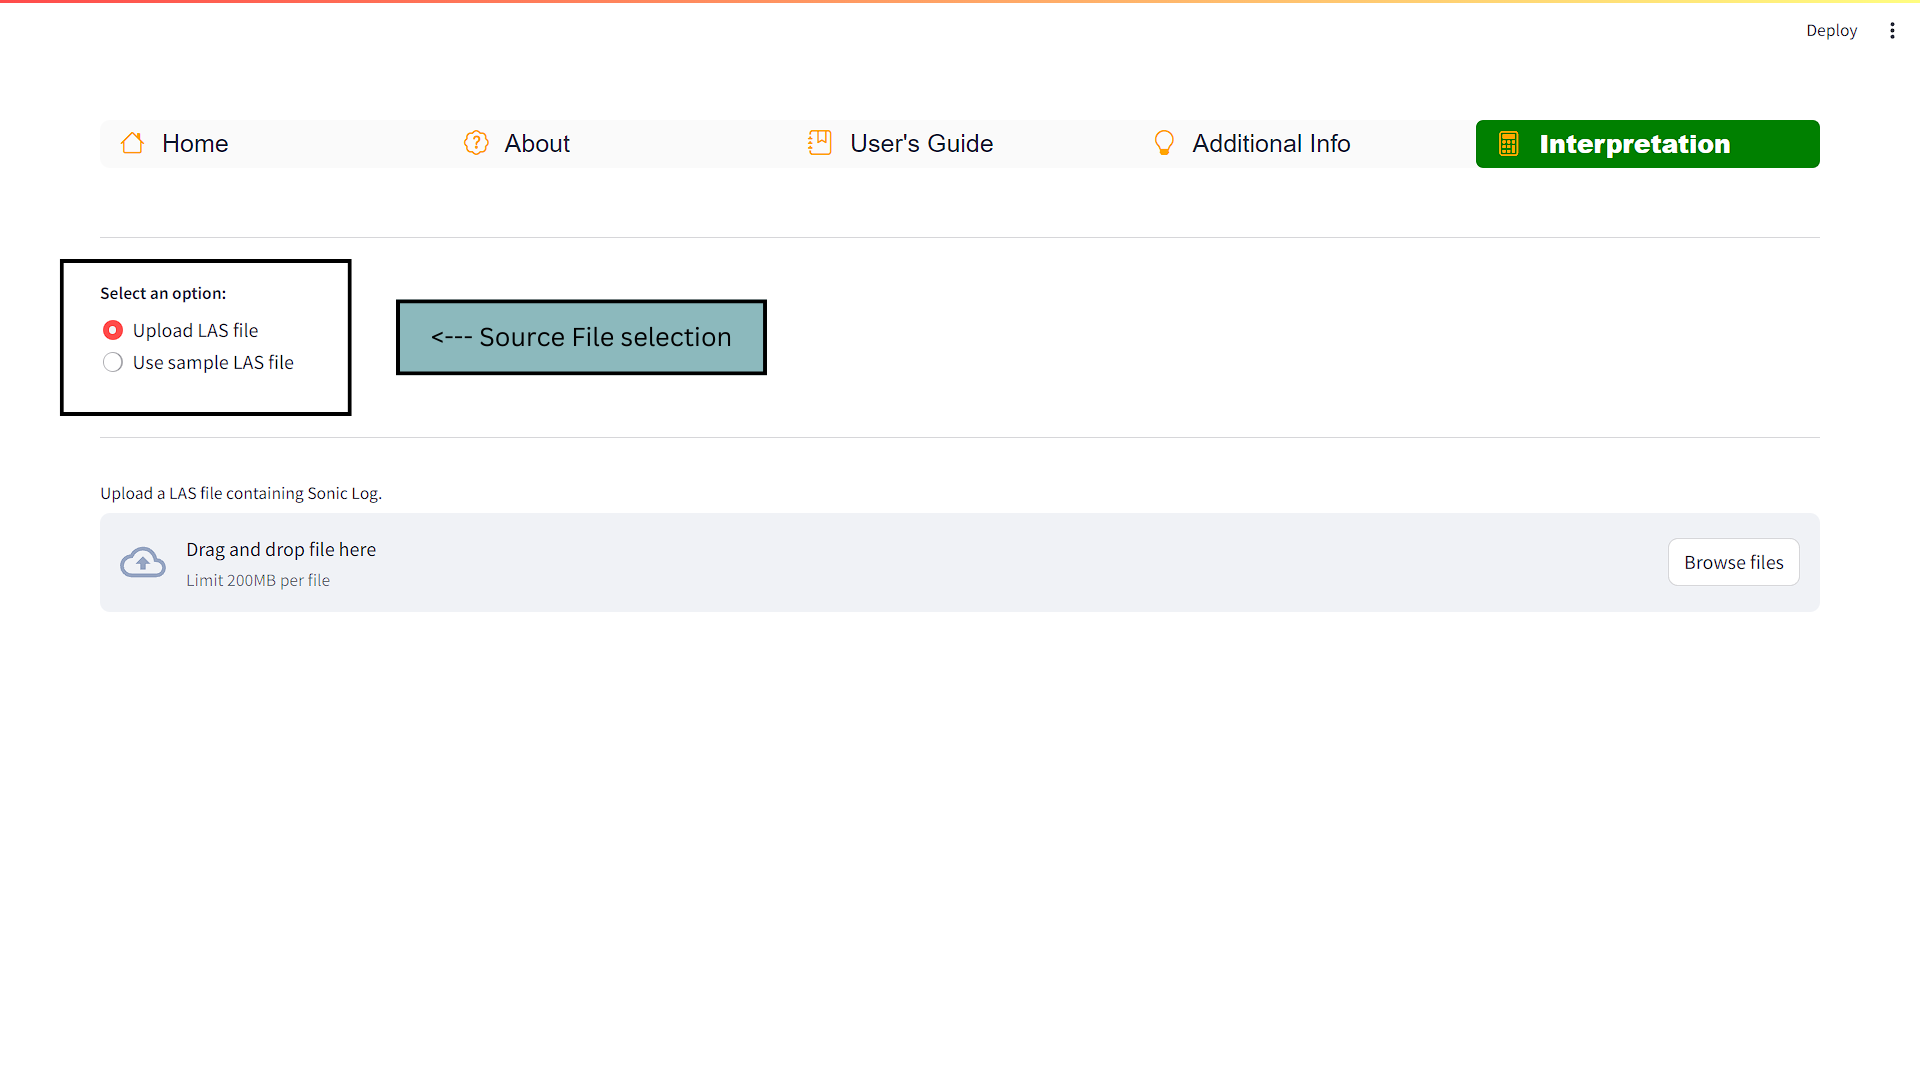 Deploy
Home About User's Guide Additional Info Interpretation
Select an option:
Upload LAS file
Use sample LAS file
<--- Source File selection
Upload a LAS file containing Sonic Log.
Drag and drop file here
Limit 200MB per file
Browse files